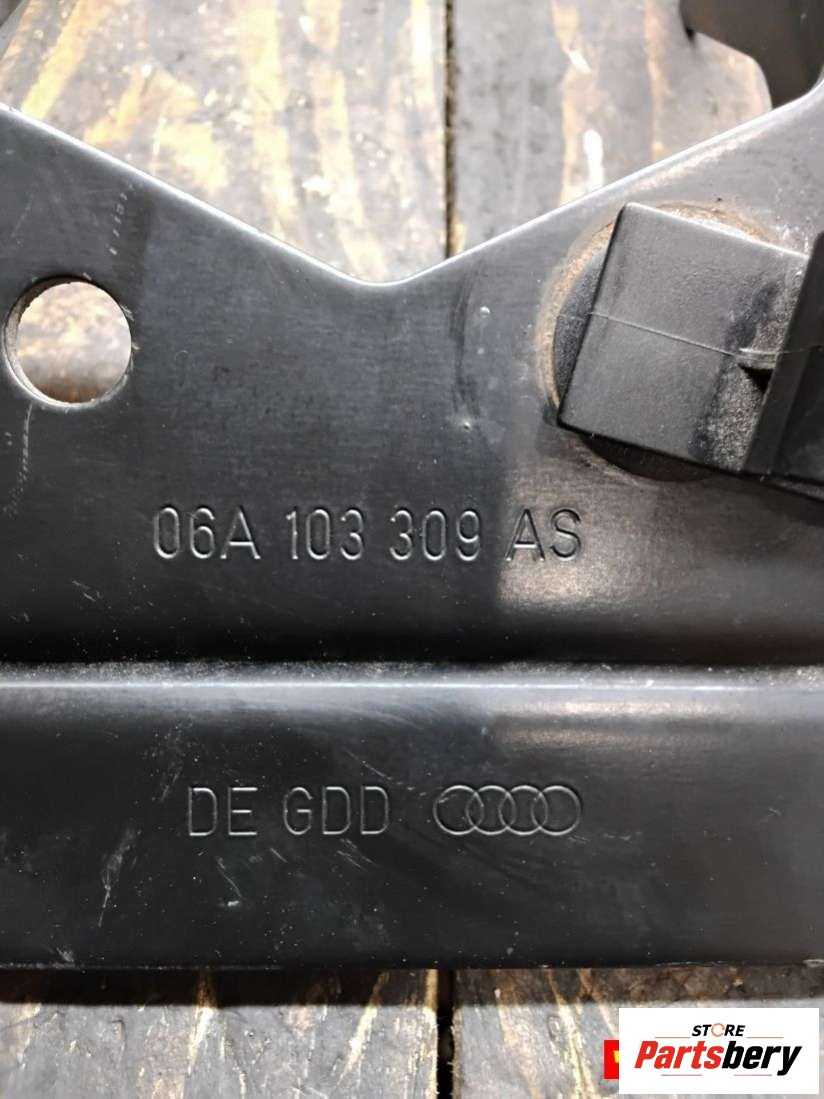 06A 103 309 AS
DE GDD
STORE
Partsbery